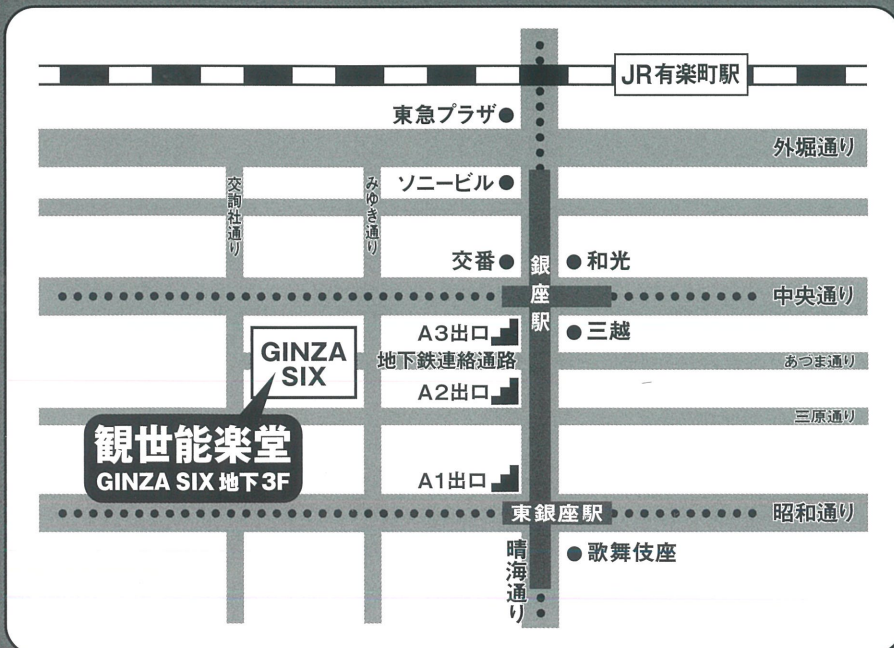 JR有楽町駅
東急プラザ
外堀通り
交詢社通り
みゆき通り
ソニービル
交番
銀座駅
和光
中央通り
A3出口
三越
GINZA
SIX
地下鉄連絡通路
あづま通り
A2出口
三原通り
観世能楽堂
GINZA SIX 地下3F
A1出口
東銀座駅
昭和通り
晴海通り
歌舞伎座